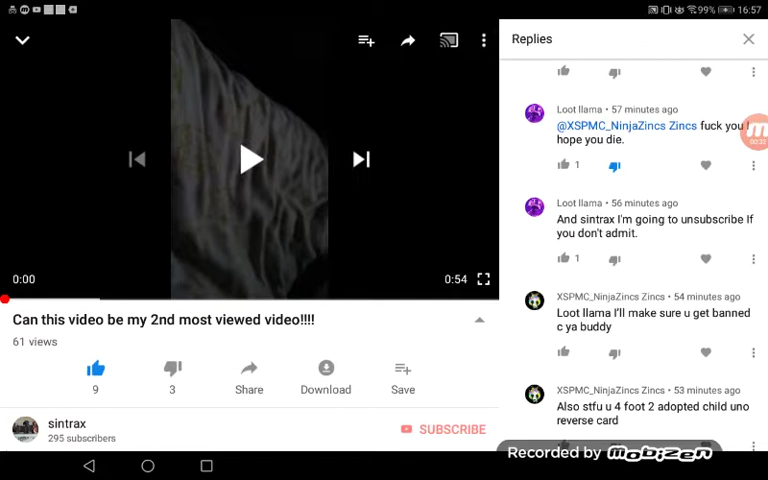 99% 16:57
Replies
Loot llama • 57 minutes ago
@XSPMC_NinjaZincs Zincs fuck you I
hope you die.
00:32
1
Loot llama • 56 minutes ago
And sintrax I'm going to unsubscribe If
you don't admit.
1
XSPMC_NinjaZincs Zincs • 54 minutes ago
Loot llama I'll make sure u get banned
c ya buddy
XSPMC_NinjaZincs Zincs • 53 minutes ago
Also stfu u 4 foot 2 adopted child uno
reverse card
0:00
0:54
Can this video be my 2nd most viewed video!!!!
61 views
9
3
Share
Download
Save
sintrax
295 subscribers
SUBSCRIBE
Recorded by mobizen